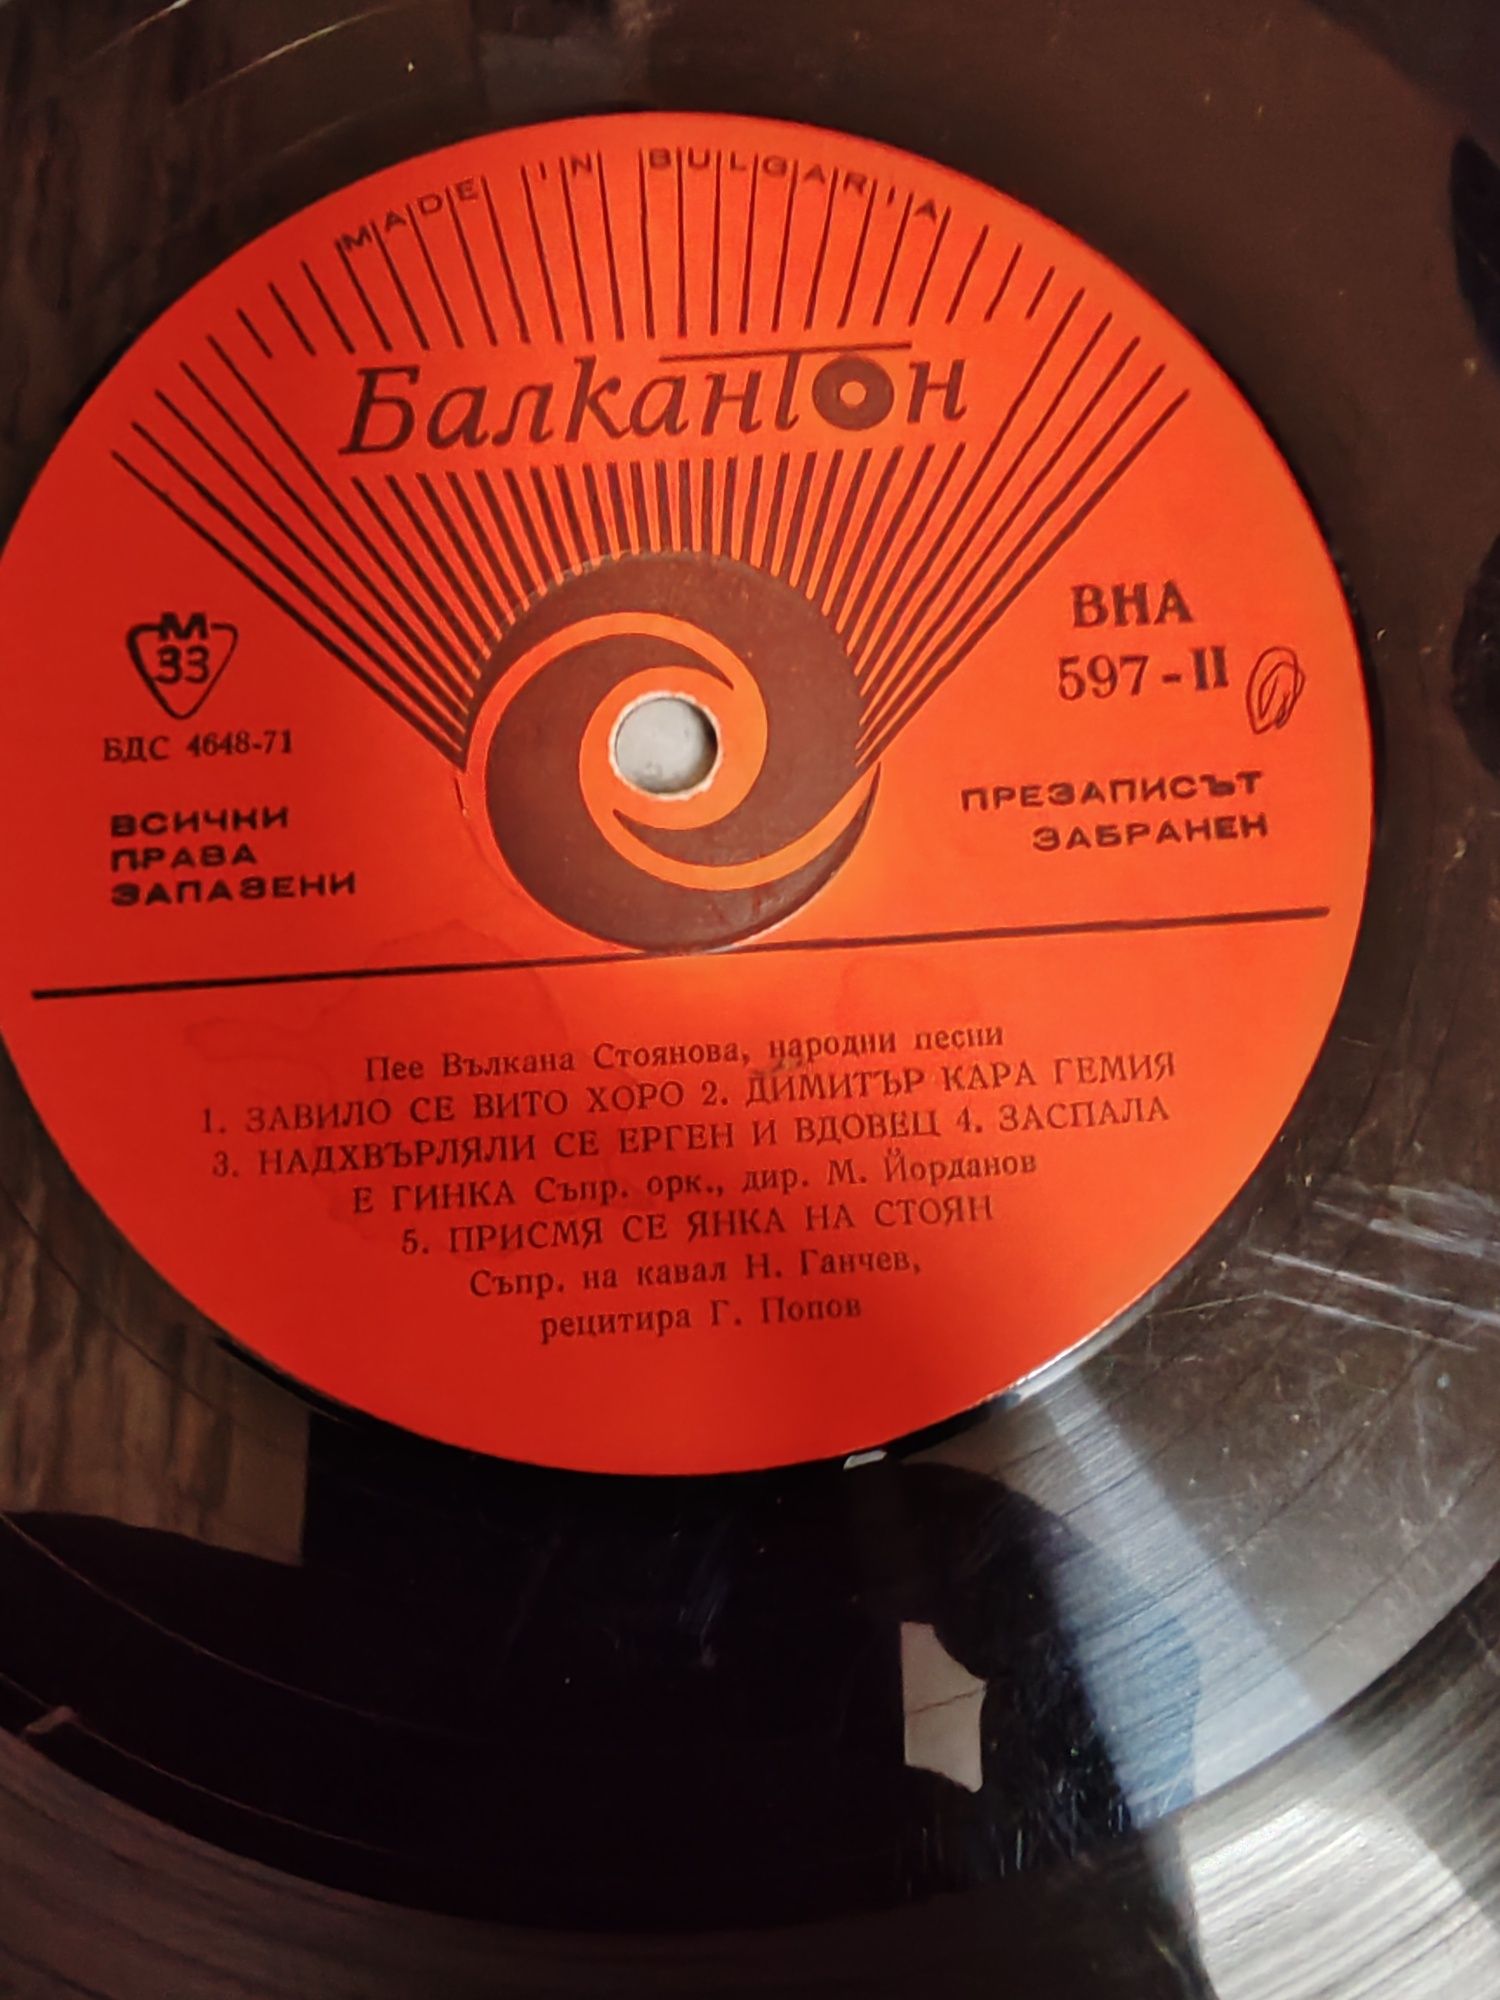 MADE IN BULGARIA
Балкантон
М
33
БДС 4648-71
ВСИЧКИ
ПРАВА
ЗАПАЗЕНИ
ВНА
597-II
ПРЕЗАПИСЪТ
ЗАБРАНЕН
Пее Вълкана Стоянова, народни песни
1. ЗАВИЛО СЕ ВИТО ХОРО 2. ДИМИТЪР КАРА ГЕМИЯ
3. НАДХВЪРЛЯЛИ СЕ ЕРГЕН И ВДОВЕЦ 4. ЗАСПАЛА
Е ГИНКА Съпр. орк., дир. М. Йорданов
5. ПРИСМЯ СЕ ЯНКА НА СТОЯН
Съпр. на кавал Н. Ганчев,
рецитира Г. Попов